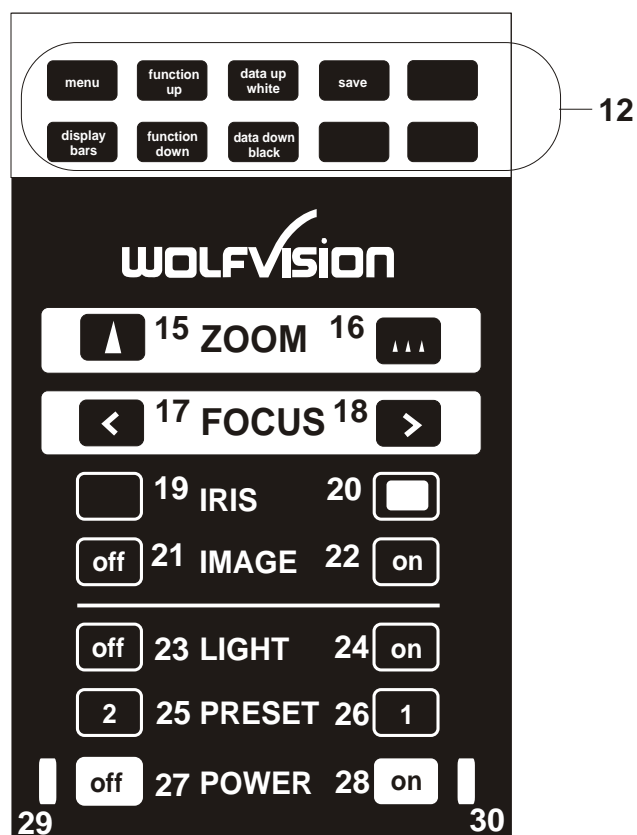 menu
function up
data up white
save
12
display bars
function down
data down black
WOLFVISION
15 ZOOM 16
< 17 FOCUS 18 >
19 IRIS 20
off 21 IMAGE 22 on
off 23 LIGHT 24 on
2 25 PRESET 26 1
off 27 POWER 28 on
29 30